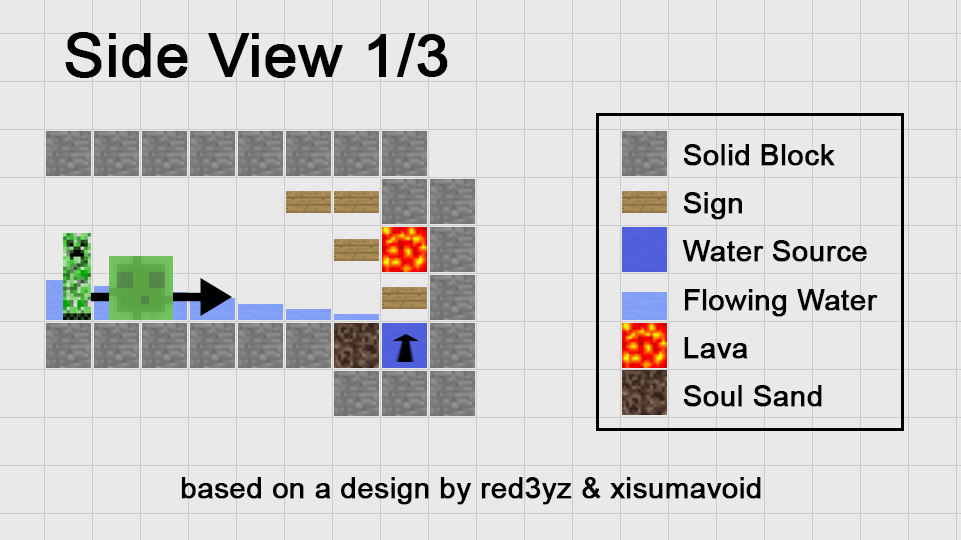 Side View 1/3
Solid Block
Sign
Water Source
Flowing Water
Lava
Soul Sand
based on a design by red3yz & xisumavoid